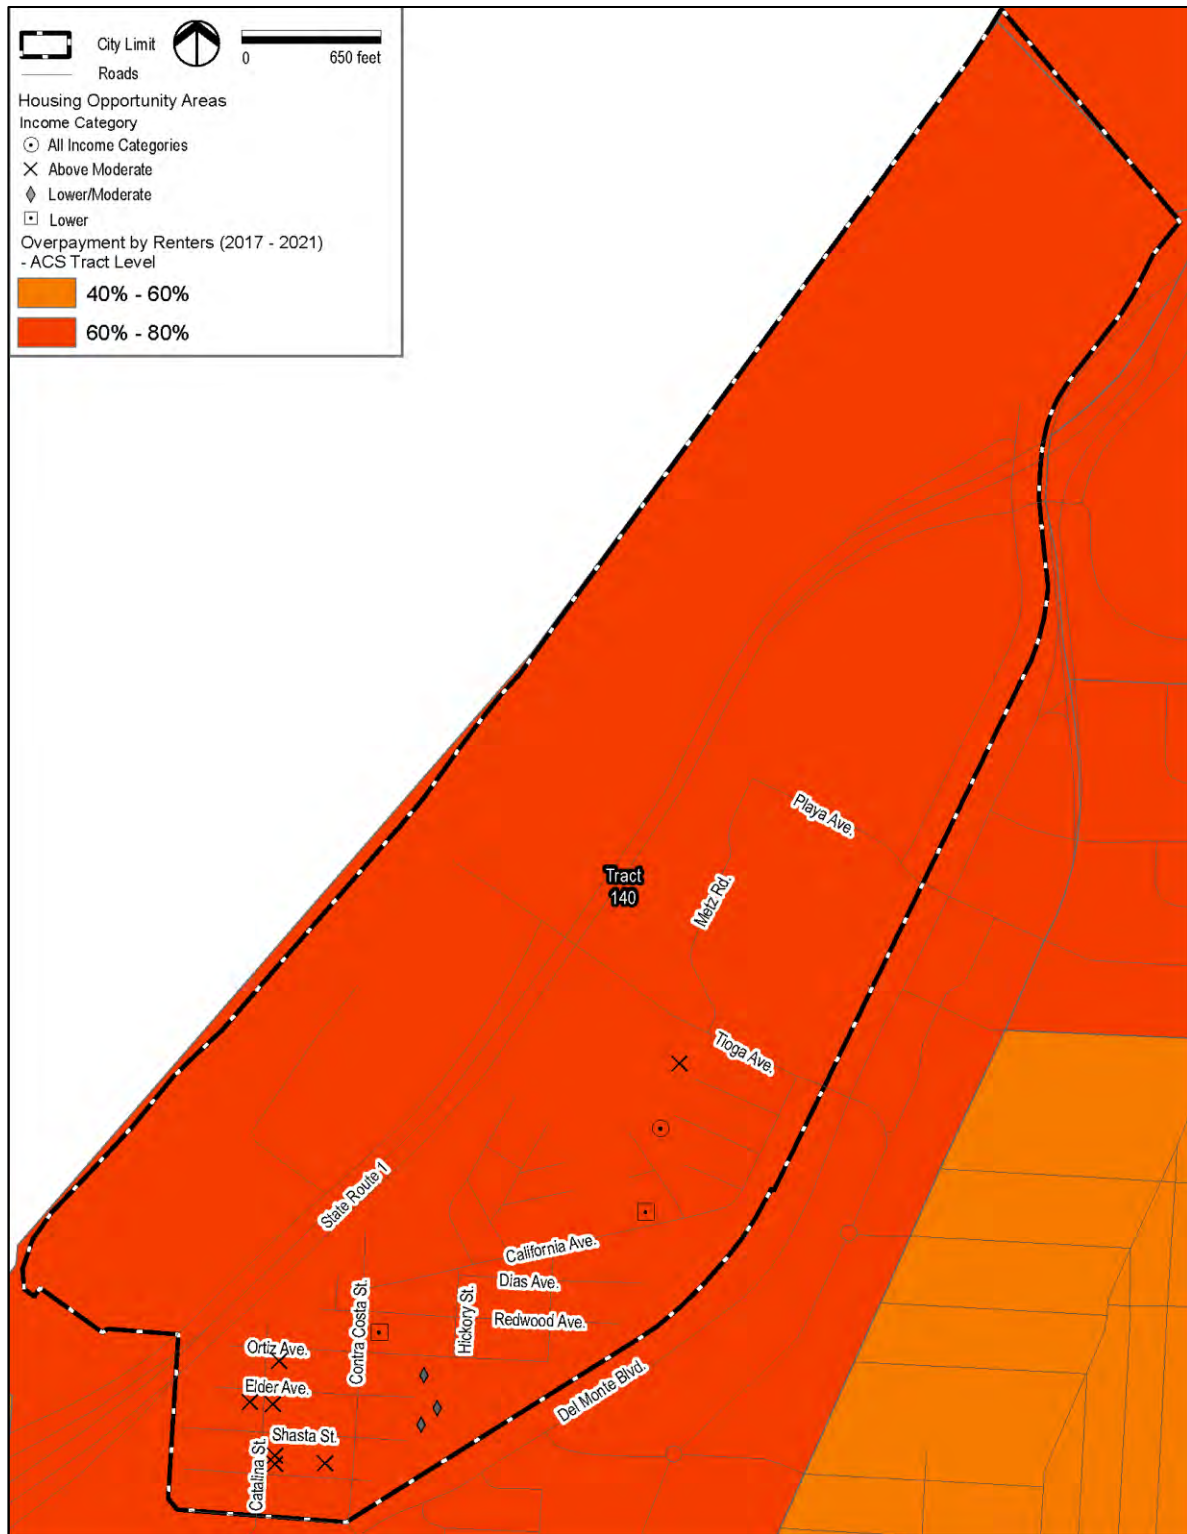 City Limit
0 650 feet
Roads
Housing Opportunity Areas
Income Category
All Income Categories
Above Moderate
Lower/Moderate
Lower
Overpayment by Renters (2017 - 2021)
- ACS Tract Level
40% - 60%
60% - 80%
Playa Ave.
Tract
140
Metz Rd.
Tioga Ave.
State Route 1
California Ave.
Dias Ave.
Contra Costa St.
Hickory St.
Redwood Ave.
Ortiz Ave.
Elder Ave.
Del Monte Blvd.
Shasta St.
Catalina St.